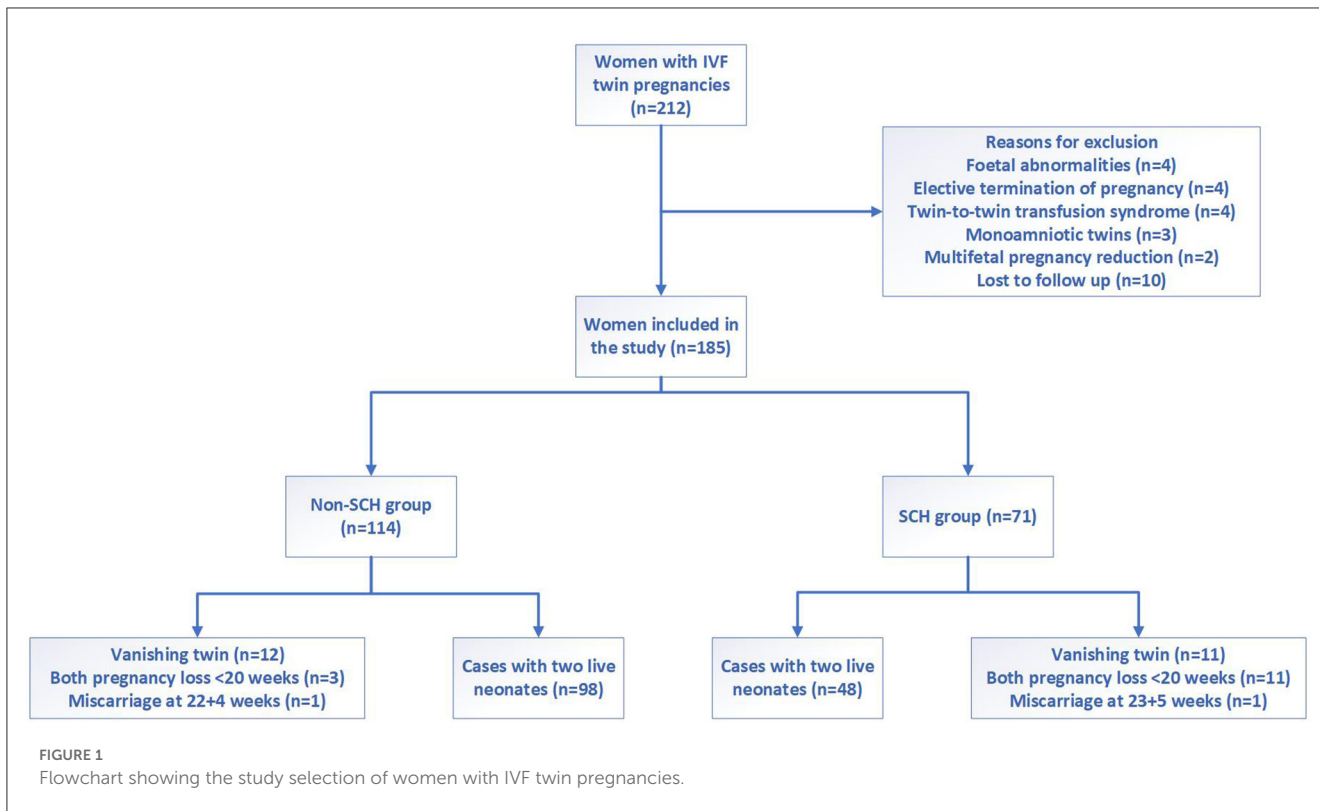 Women with IVF
twin pregnancies
(n=212)
Reasons for exclusion
Foetal abnormalities (n=4)
Elective termination of pregnancy (n=4)
Twin-to-twin transfusion syndrome (n=4)
Monoamniotic twins (n=3)
Multifetal pregnancy reduction (n=2)
Lost to follow up (n=10)
Women included in
the study (n=185)
Non-SCH group
(n=114)
SCH group (n=71)
Vanishing twin (n=12)
Both pregnancy loss <20 weeks (n=3)
Miscarriage at 22+4 weeks (n=1)
Cases with two live
neonates (n=98)
Cases with two live
neonates (n=48)
Vanishing twin (n=11)
Both pregnancy loss <20 weeks (n=11)
Miscarriage at 23+5 weeks (n=1)
FIGURE 1
Flowchart showing the study selection of women with IVF twin pregnancies.